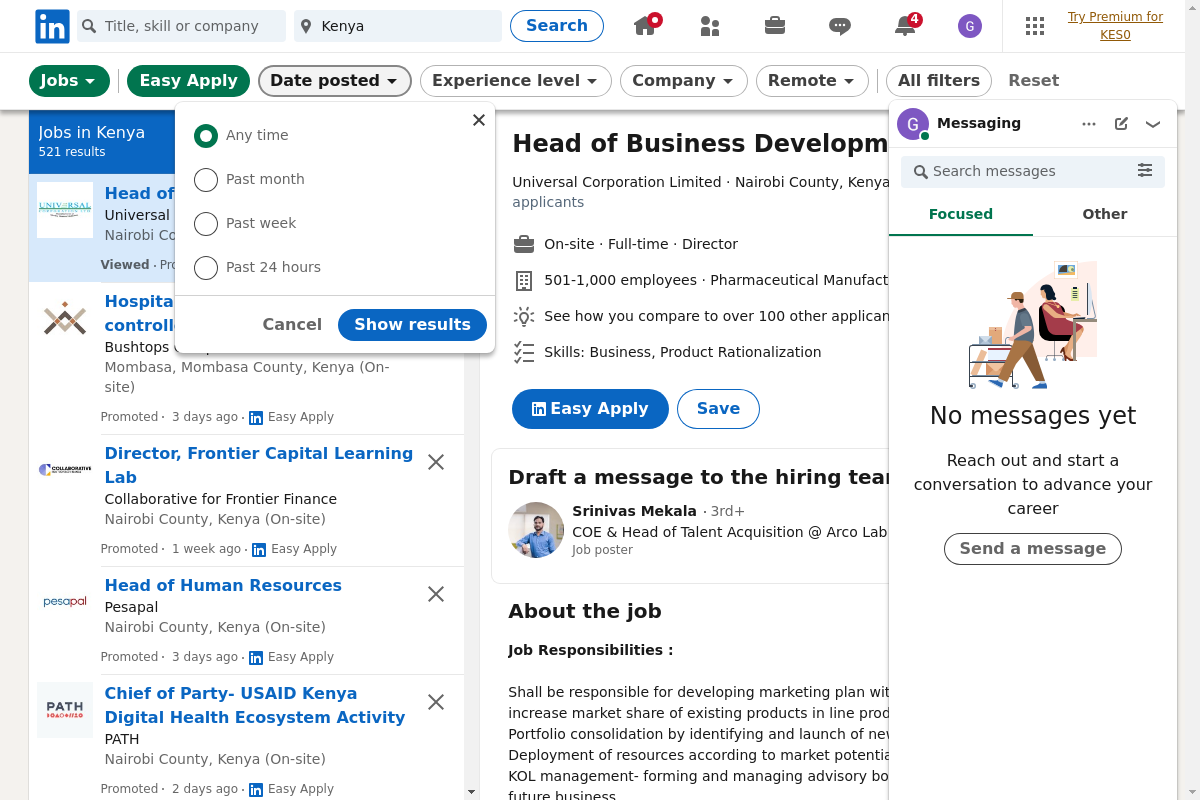 Title, skill or company
Kenya
Search
4
G
Try Premium for
KES0
Jobs
Easy Apply
Date posted
Experience level
Company
Remote
All filters
Reset
Jobs in Kenya
521 results
Any time
Past month
Past week
Past 24 hours
Cancel
Show results
UNIVERSAL
Head of
Universal
Nairobi Co
Viewed · Pro
Hospita
controll
Bushtops
Mombasa, Mombasa County, Kenya (On-
site)
Promoted · 3 days ago · in Easy Apply
COLLABORATIVE
Director, Frontier Capital Learning
Lab
Collaborative for Frontier Finance
Nairobi County, Kenya (On-site)
Promoted · 1 week ago · in Easy Apply
pesapal
Head of Human Resources
Pesapal
Nairobi County, Kenya (On-site)
Promoted · 3 days ago · in Easy Apply
PATH
Chief of Party- USAID Kenya
Digital Health Ecosystem Activity
PATH
Nairobi County, Kenya (On-site)
Promoted · 2 days ago · in Easy Apply
Head of Business Developm
Universal Corporation Limited · Nairobi County, Kenya
applicants
On-site · Full-time · Director
501-1,000 employees · Pharmaceutical Manufact
See how you compare to over 100 other applican
Skills: Business, Product Rationalization
in Easy Apply
Save
Draft a message to the hiring tear
Srinivas Mekala · 3rd+
COE & Head of Talent Acquisition @ Arco Lab
Job poster
About the job
Job Responsibilities :
Shall be responsible for developing marketing plan wit
increase market share of existing products in line prod
Portfolio consolidation by identifying and launch of nev
Deployment of resources according to market potentia
KOL management- forming and managing advisory bo
future business
G
Messaging
Search messages
Focused
Other
No messages yet
Reach out and start a
conversation to advance your
career
Send a message